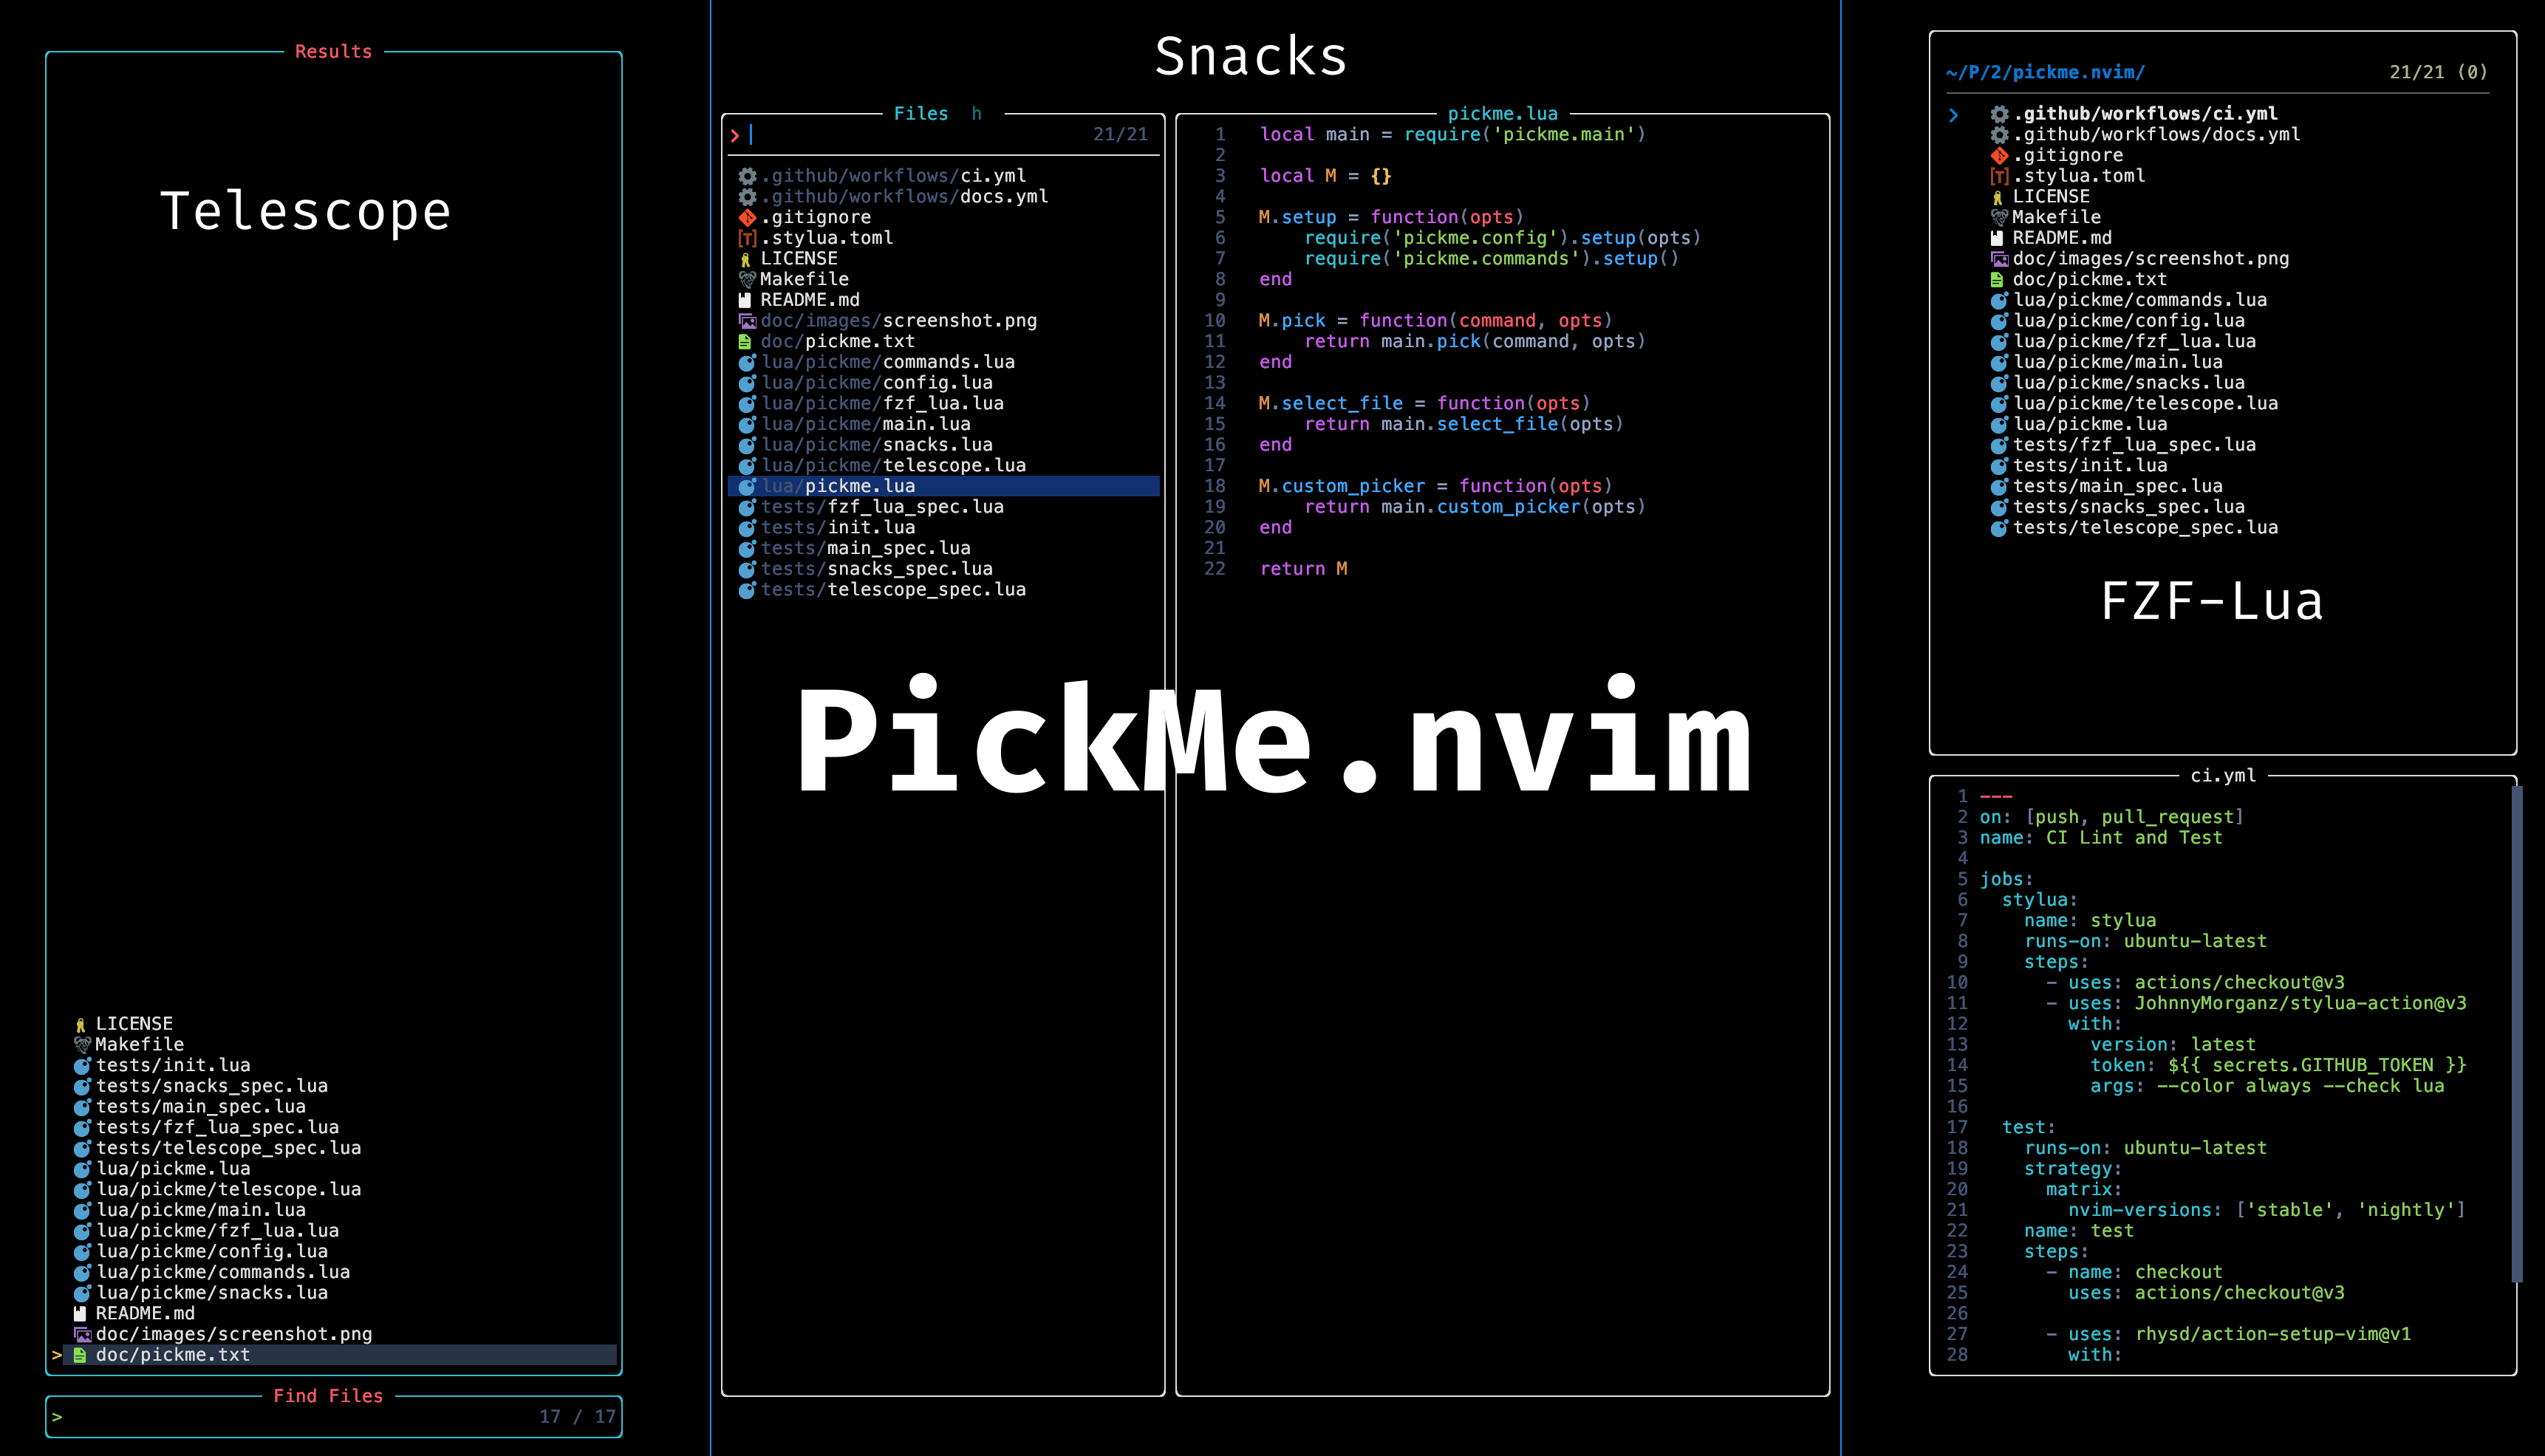 Results
Telescope
LICENSE
Makefile
tests/init.lua
tests/snacks_spec.lua
tests/main_spec.lua
tests/fzf_lua_spec.lua
tests/telescope_spec.lua
lua/pickme.lua
lua/pickme/telescope.lua
lua/pickme/main.lua
lua/pickme/fzf_lua.lua
lua/pickme/config.lua
lua/pickme/commands.lua
lua/pickme/snacks.lua
README.md
doc/images/screenshot.png
> doc/pickme.txt
Find Files
> 17 / 17
Snacks
Files h
> 21/21
.github/workflows/ci.yml
.github/workflows/docs.yml
.gitignore
[T] .stylua.toml
LICENSE
Makefile
README.md
doc/images/screenshot.png
doc/pickme.txt
lua/pickme/commands.lua
lua/pickme/config.lua
lua/pickme/fzf_lua.lua
lua/pickme/main.lua
lua/pickme/snacks.lua
lua/pickme/telescope.lua
lua/pickme.lua
tests/fzf_lua_spec.lua
tests/init.lua
tests/main_spec.lua
tests/snacks_spec.lua
tests/telescope_spec.lua
pickme.lua
1 local main = require('pickme.main')
2
3 local M = {}
4
5 M.setup = function(opts)
6     require('pickme.config').setup(opts)
7     require('pickme.commands').setup()
8 end
9
10 M.pick = function(command, opts)
11     return main.pick(command, opts)
12 end
13
14 M.select_file = function(opts)
15     return main.select_file(opts)
16 end
17
18 M.custom_picker = function(opts)
19     return main.custom_picker(opts)
20 end
21
22 return M
PickMe.nvim
~/P/2/pickme.nvim/ 21/21 (0)
> .github/workflows/ci.yml
.github/workflows/docs.yml
.gitignore
[T] .stylua.toml
LICENSE
Makefile
README.md
doc/images/screenshot.png
doc/pickme.txt
lua/pickme/commands.lua
lua/pickme/config.lua
lua/pickme/fzf_lua.lua
lua/pickme/main.lua
lua/pickme/snacks.lua
lua/pickme/telescope.lua
lua/pickme.lua
tests/fzf_lua_spec.lua
tests/init.lua
tests/main_spec.lua
tests/snacks_spec.lua
tests/telescope_spec.lua
FZF-Lua
ci.yml
1 ---
2 on: [push, pull_request]
3 name: CI Lint and Test
4
5 jobs:
6   stylua:
7     name: stylua
8     runs-on: ubuntu-latest
9     steps:
10       - uses: actions/checkout@v3
11       - uses: JohnnyMorganz/stylua-action@v3
12         with:
13           version: latest
14           token: ${{ secrets.GITHUB_TOKEN }}
15           args: --color always --check lua
16
17   test:
18     runs-on: ubuntu-latest
19     strategy:
20       matrix:
21         nvim-versions: ['stable', 'nightly']
22     name: test
23     steps:
24       - name: checkout
25         uses: actions/checkout@v3
26
27       - uses: rhysd/action-setup-vim@v1
28         with: